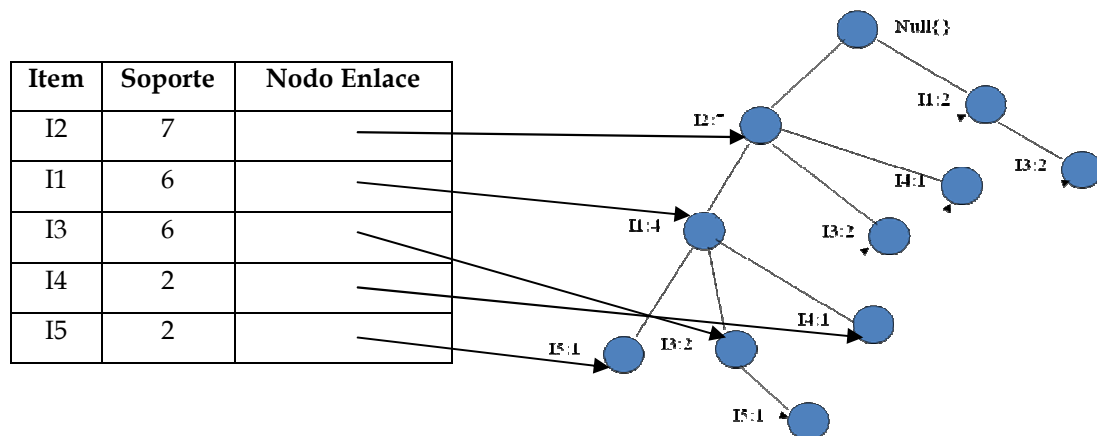 Item Soporte Nodo Enlace
I2 7
I1 6
I3 6
I4 2
I5 2
Null{}
I1:2
I2:7
I3:2
I4:1
I1:4
I3:2
I4:1
I5:1
I3:2
I5:1